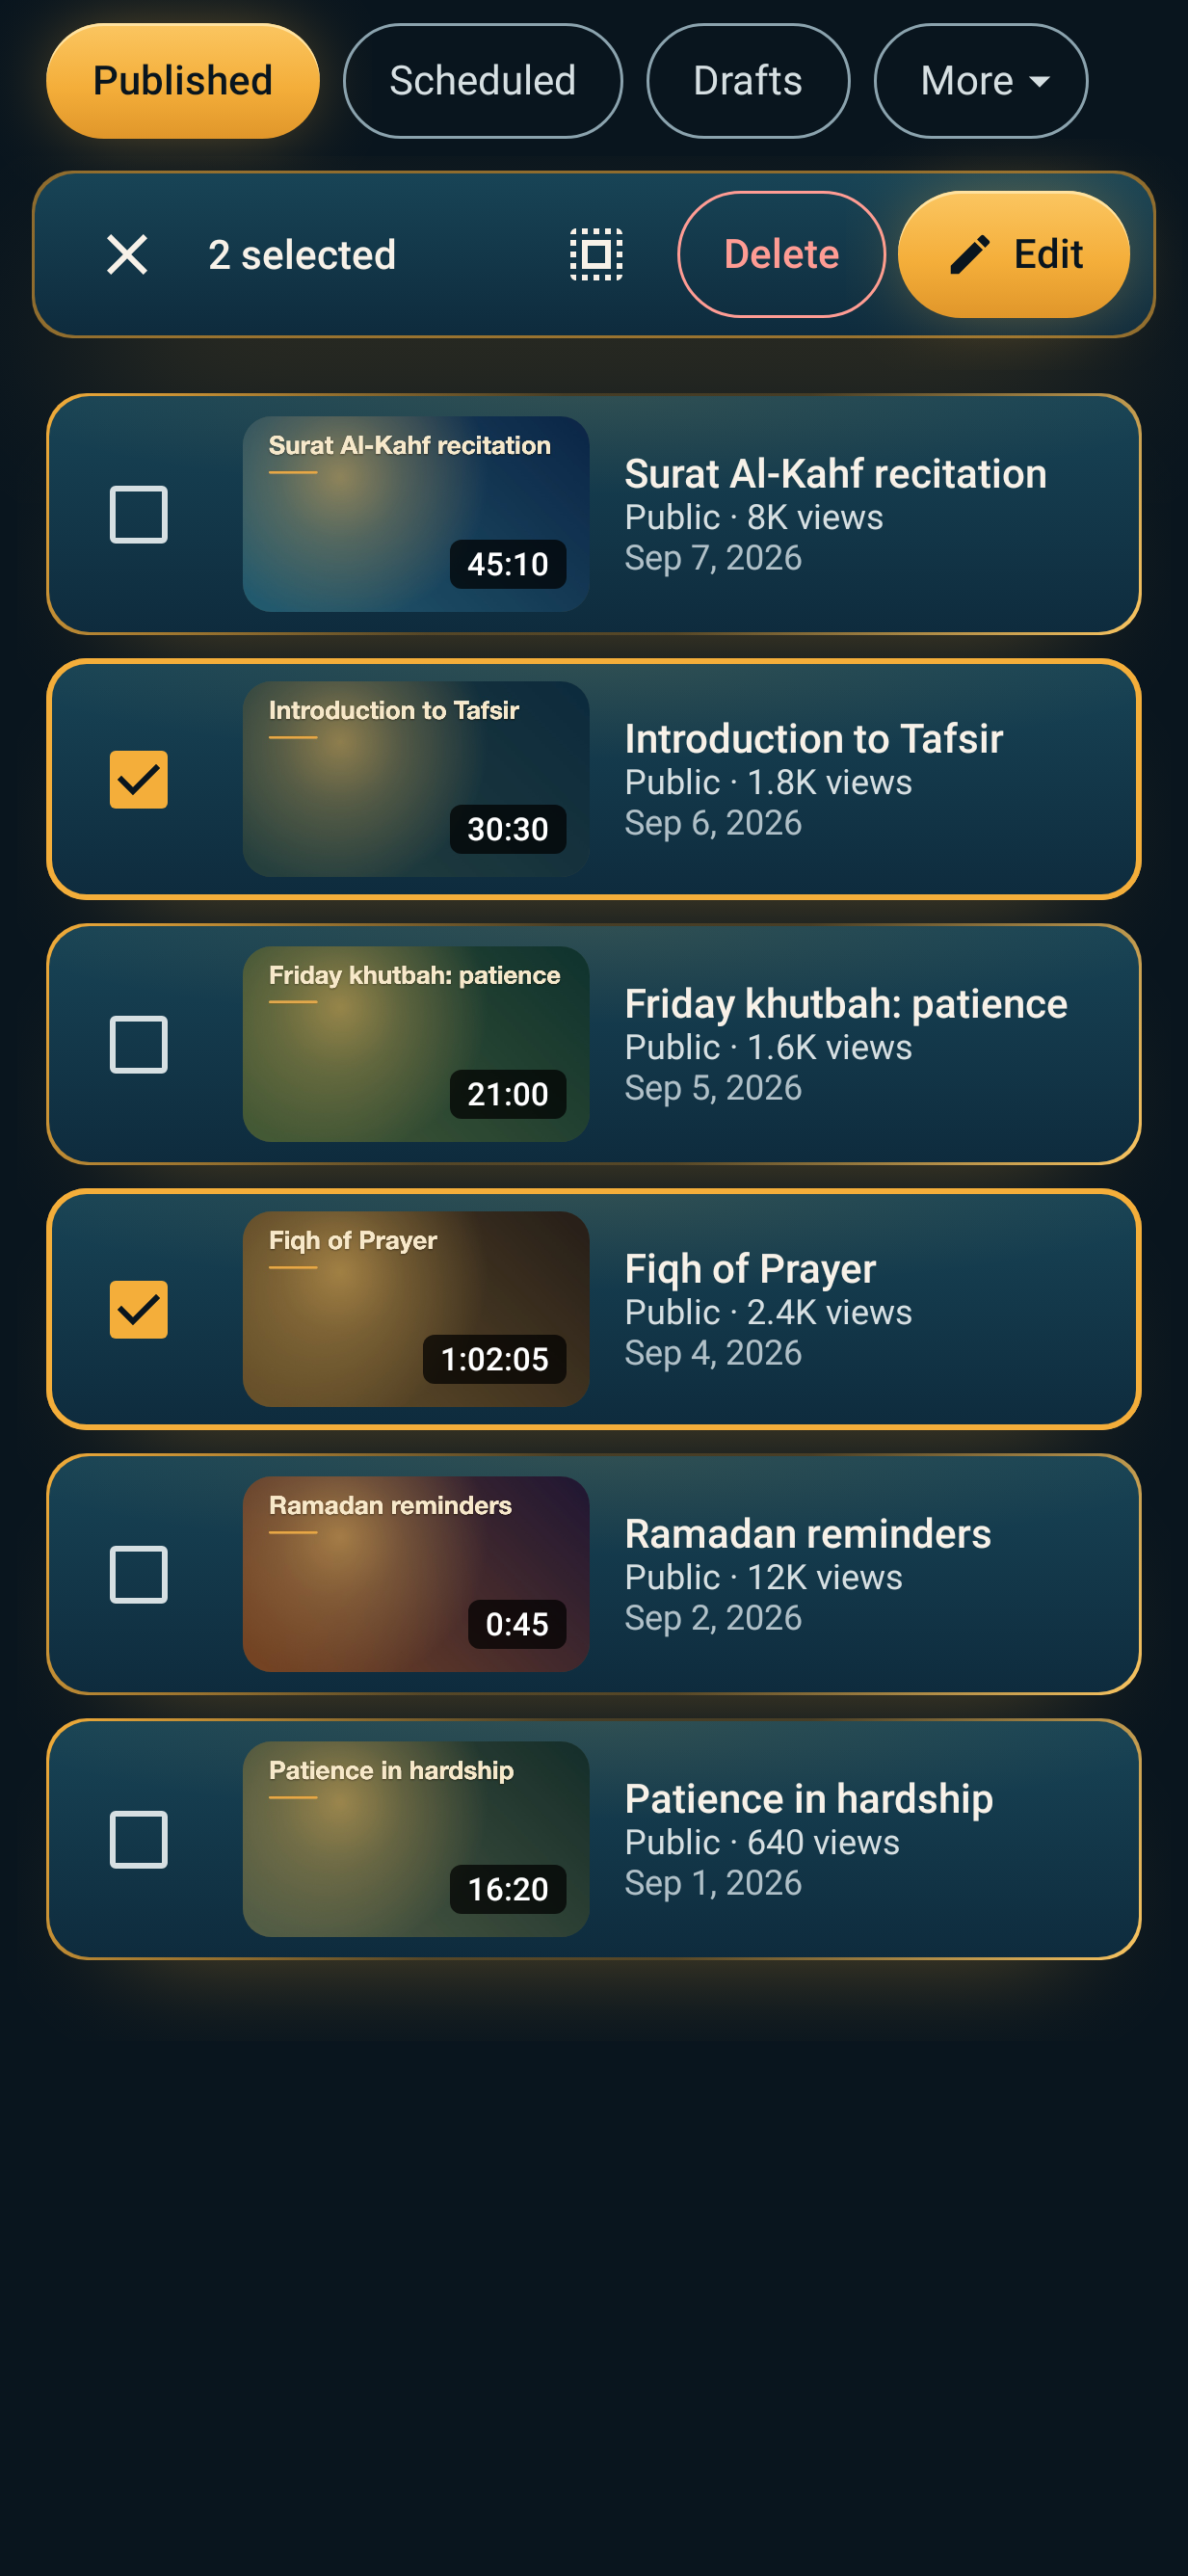 Published
Scheduled
Drafts
More
2 selected
Delete
Edit
Surat Al-Kahf recitation
45:10
Surat Al-Kahf recitation
Public · 8K views
Sep 7, 2026
Introduction to Tafsir
30:30
Introduction to Tafsir
Public · 1.8K views
Sep 6, 2026
Friday khutbah: patience
21:00
Friday khutbah: patience
Public · 1.6K views
Sep 5, 2026
Fiqh of Prayer
1:02:05
Fiqh of Prayer
Public · 2.4K views
Sep 4, 2026
Ramadan reminders
0:45
Ramadan reminders
Public · 12K views
Sep 2, 2026
Patience in hardship
16:20
Patience in hardship
Public · 640 views
Sep 1, 2026